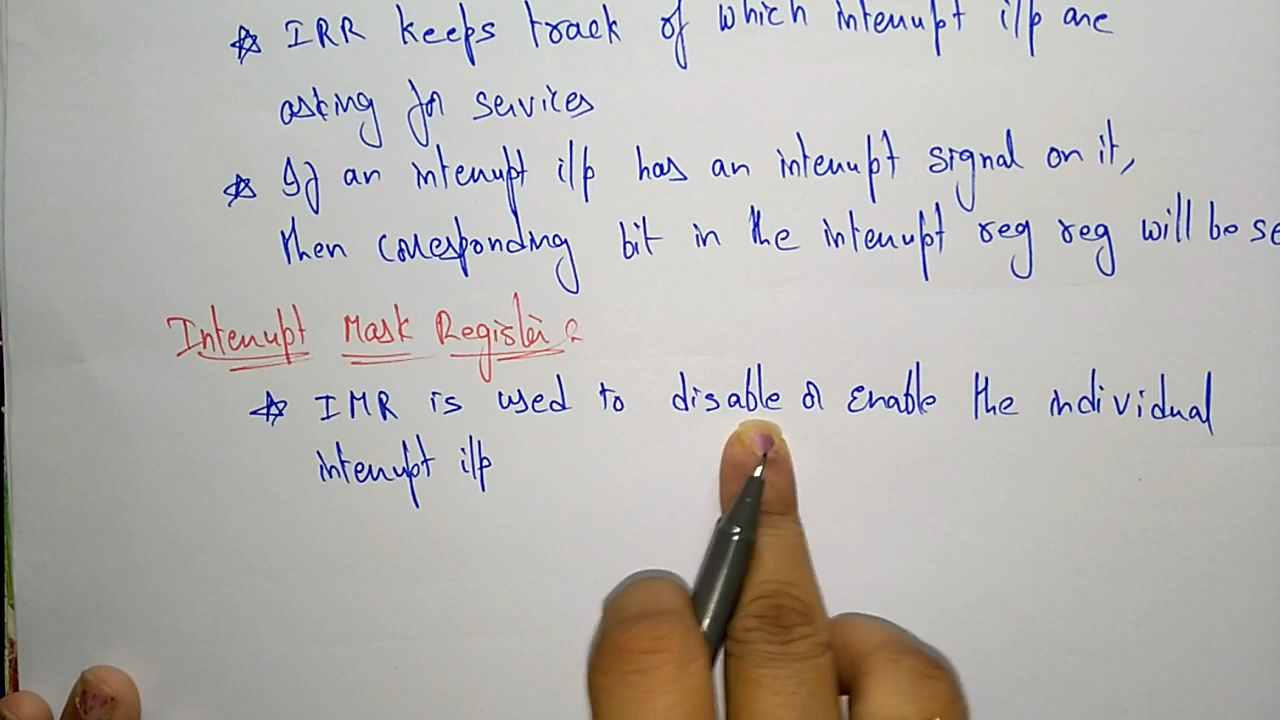 ☆ IRR keeps track of which interrupt i/p are
asking for services
☆ If an interrupt i/p has an interrupt signal on it,
then corresponding bit in the interrupt reg reg will be se
Interrupt Mask Register :
☆ IMR is used to disable or Enable the individual
interrupt i/p